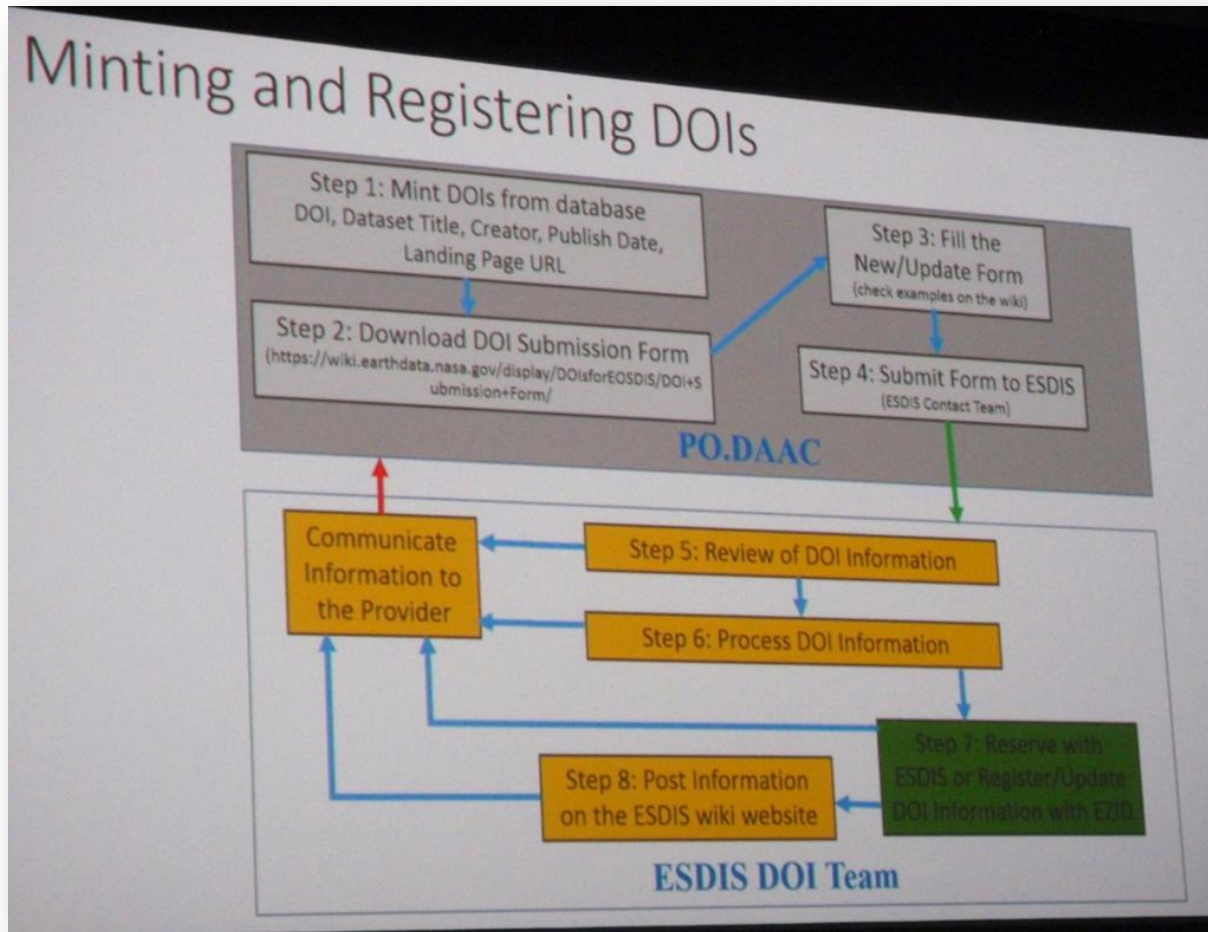 Minting and Registering DOIs
Step 1: Mint DOIs from database
DOI, Dataset Title, Creator, Publish Date,
Landing Page URL
Step 2: Download DOI Submission Form
(https://wiki.earthdata.nasa.gov/display/DOIsforEOSDIS/DOI+S
ubmission+Form/
Step 3: Fill the
New/Update Form
(check examples on the wiki)
Step 4: Submit Form to ESDIS
(ESDIS Contact Team)
PO.DAAC
Communicate
Information to
the Provider
Step 5: Review of DOI Information
Step 6: Process DOI Information
Step 7: Reserve with
ESDIS or Register/Update
DOI Information with EZID
Step 8: Post Information
on the ESDIS wiki website
ESDIS DOI Team